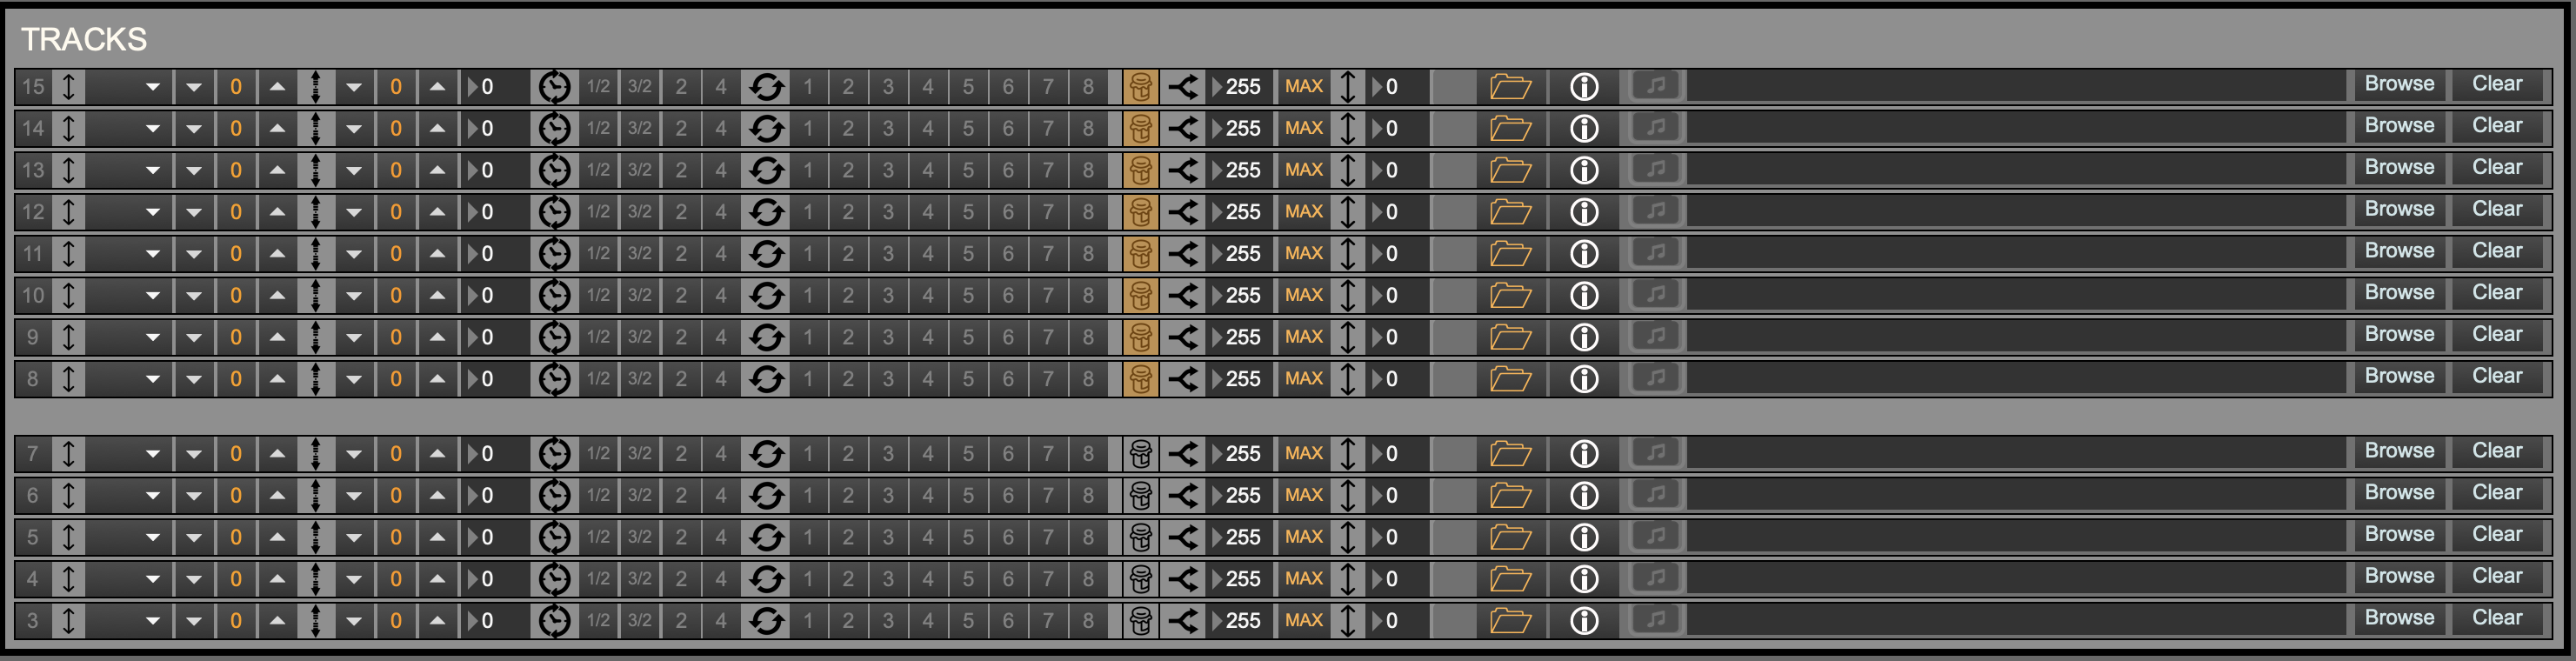 TRACKS
15 0 0 0 1/2 3/2 2 4 1 2 3 4 5 6 7 8 255 MAX 0 Browse Clear
14 0 0 0 1/2 3/2 2 4 1 2 3 4 5 6 7 8 255 MAX 0 Browse Clear
13 0 0 0 1/2 3/2 2 4 1 2 3 4 5 6 7 8 255 MAX 0 Browse Clear
12 0 0 0 1/2 3/2 2 4 1 2 3 4 5 6 7 8 255 MAX 0 Browse Clear
11 0 0 0 1/2 3/2 2 4 1 2 3 4 5 6 7 8 255 MAX 0 Browse Clear
10 0 0 0 1/2 3/2 2 4 1 2 3 4 5 6 7 8 255 MAX 0 Browse Clear
9 0 0 0 1/2 3/2 2 4 1 2 3 4 5 6 7 8 255 MAX 0 Browse Clear
8 0 0 0 1/2 3/2 2 4 1 2 3 4 5 6 7 8 255 MAX 0 Browse Clear
7 0 0 0 1/2 3/2 2 4 1 2 3 4 5 6 7 8 255 MAX 0 Browse Clear
6 0 0 0 1/2 3/2 2 4 1 2 3 4 5 6 7 8 255 MAX 0 Browse Clear
5 0 0 0 1/2 3/2 2 4 1 2 3 4 5 6 7 8 255 MAX 0 Browse Clear
4 0 0 0 1/2 3/2 2 4 1 2 3 4 5 6 7 8 255 MAX 0 Browse Clear
3 0 0 0 1/2 3/2 2 4 1 2 3 4 5 6 7 8 255 MAX 0 Browse Clear